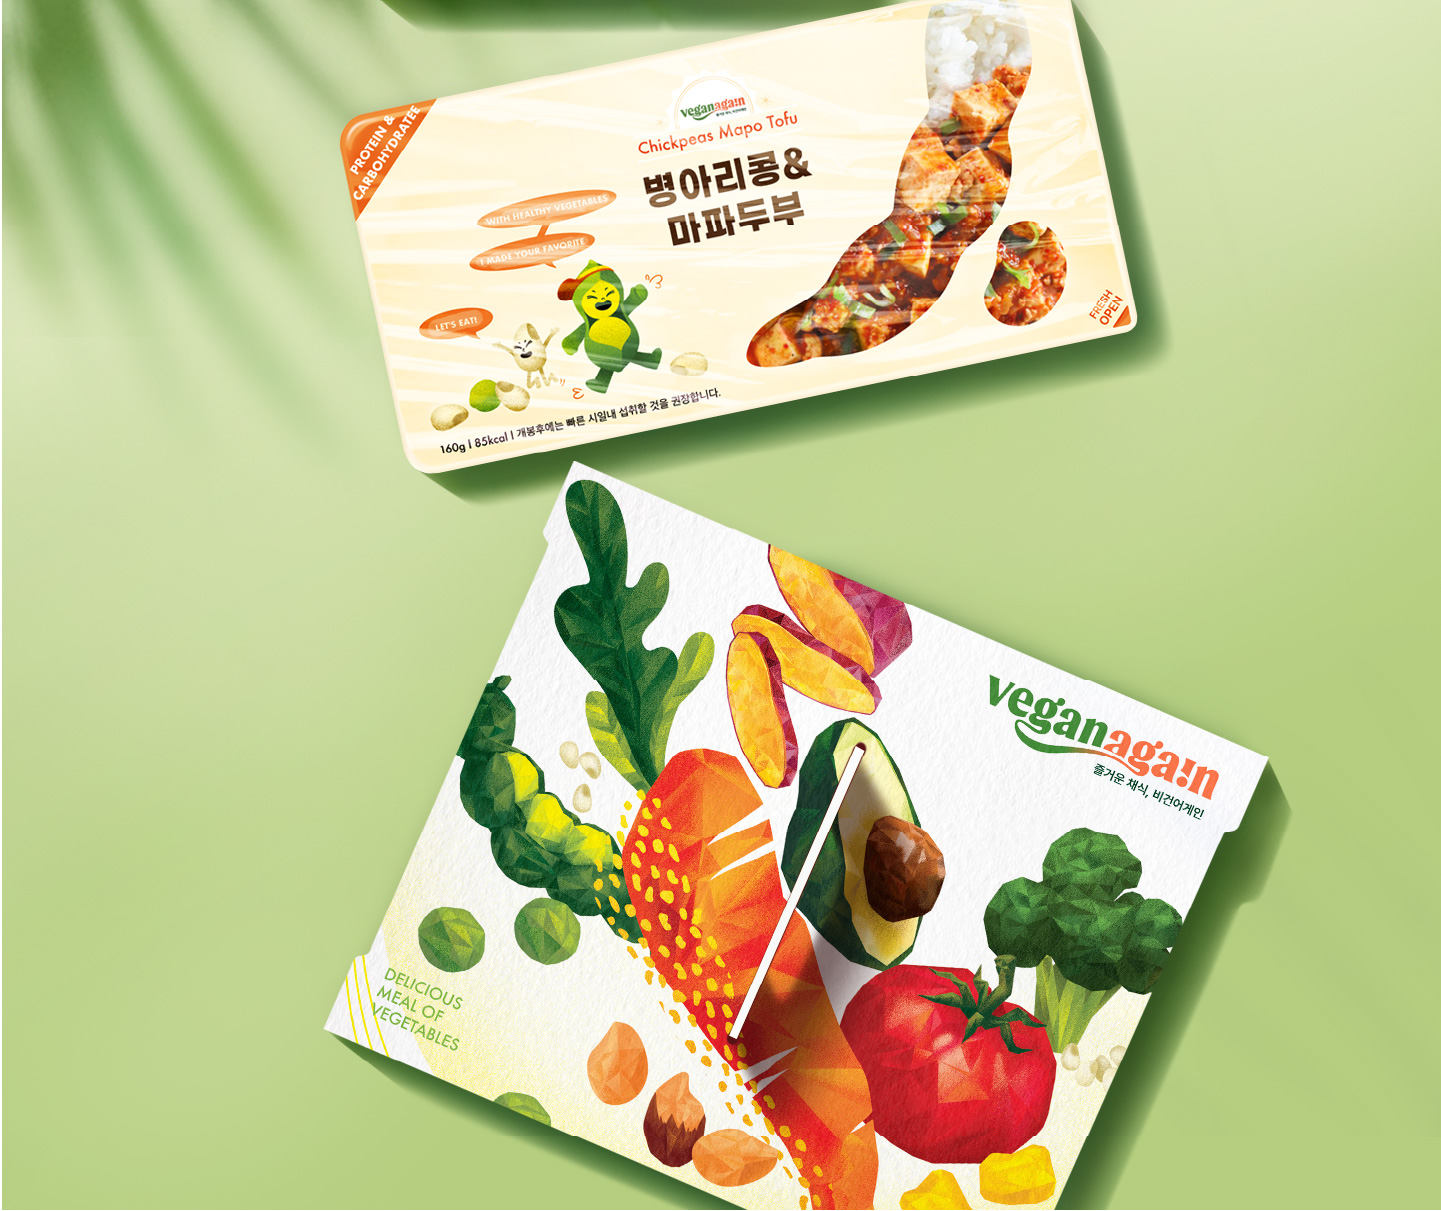 PROTEIN &
CARBOHYDRATEE
veganaga!n
Chickpeas Mapo Tofu
병아리콩&
마파두부
WITH HEALTHY VEGETABLES
I MADE YOUR FAVORITE
LET'S EAT!
FRESH
OPEN
160g | 85kcal | 개봉후에는 빠른 시일내 섭취할 것을 권장합니다.
veganaga!n
즐거운 채식, 비건어게인
DELICIOUS
MEAL OF
VEGETABLES